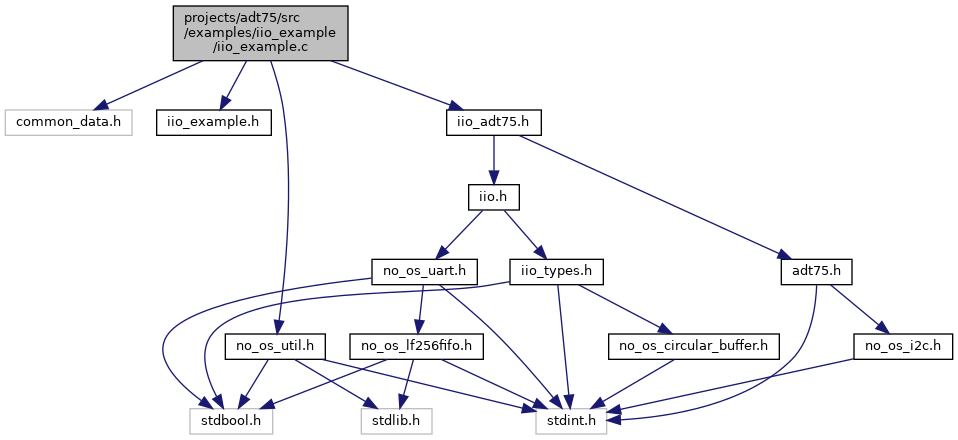 projects/adt75/src
/examples/iio_example
/iio_example.c
common_data.h
iio_example.h
iio_adt75.h
iio.h
no_os_uart.h
iio_types.h
adt75.h
no_os_util.h
no_os_lf256fifo.h
no_os_circular_buffer.h
no_os_i2c.h
stdbool.h
stdlib.h
stdint.h